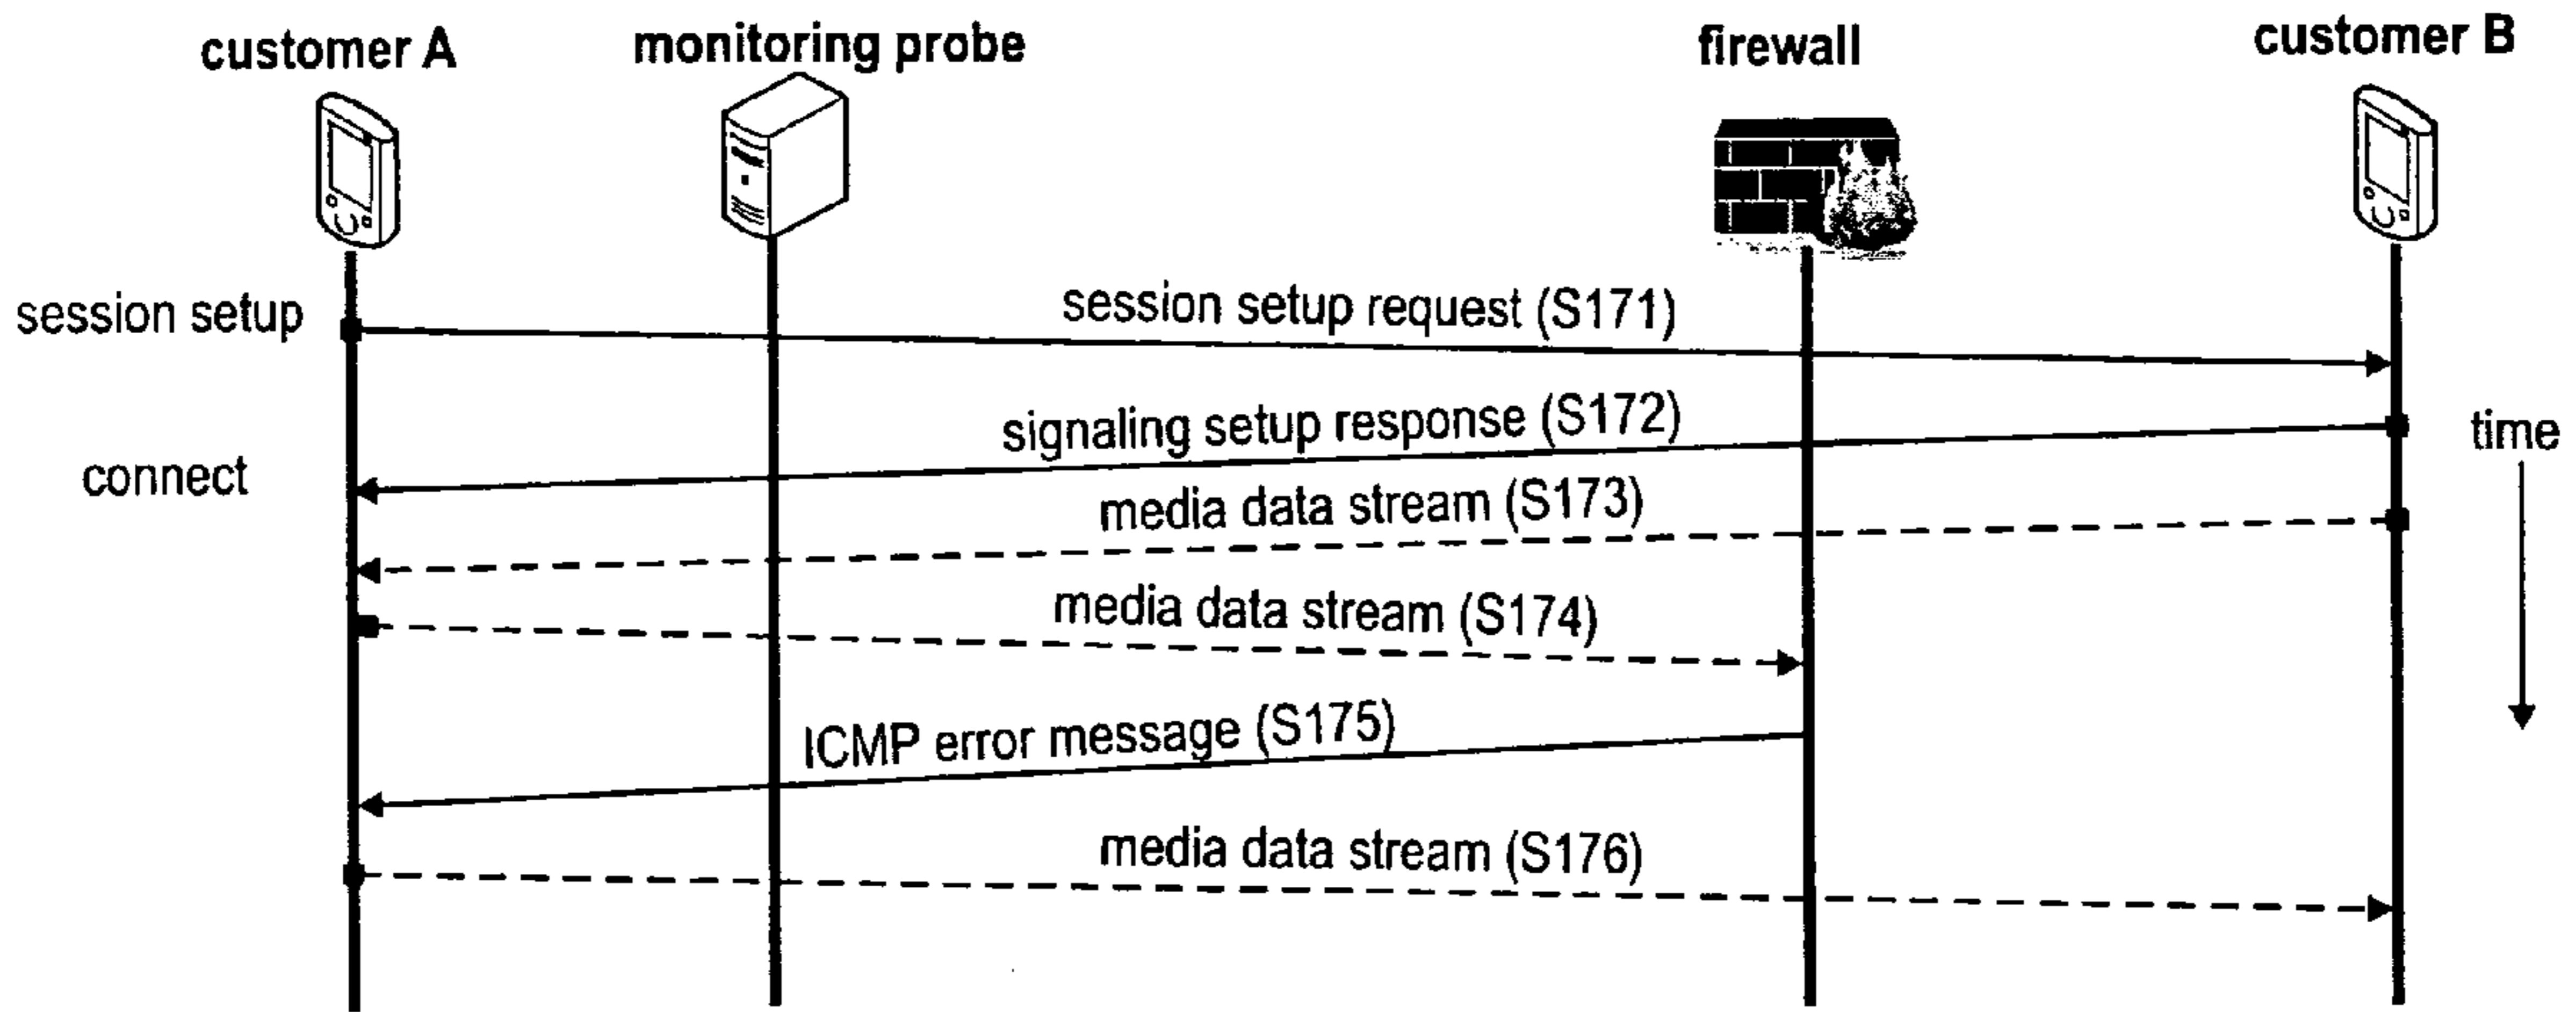 customer A
monitoring probe
firewall
customer B
session setup
session setup request (S171)
signaling setup response (S172)
time
connect
media data stream (S173)
media data stream (S174)
ICMP error message (S175)
media data stream (S176)